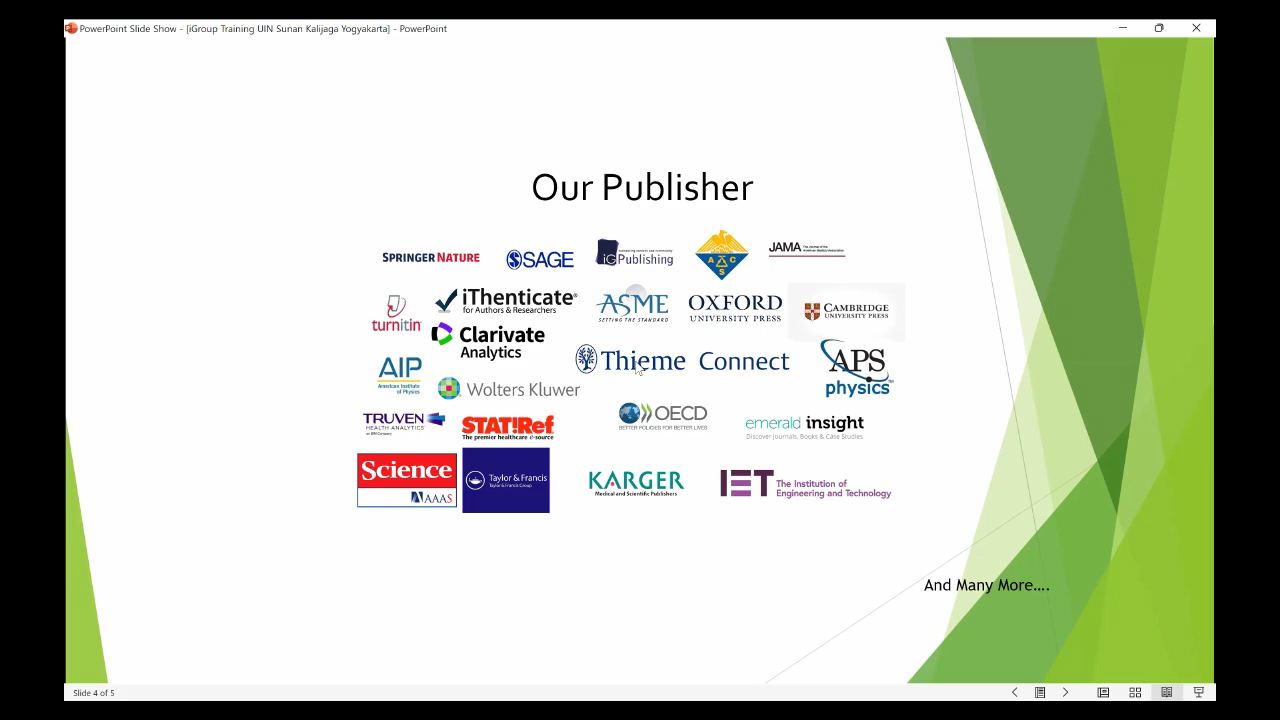 PowerPoint Slide Show - [iGroup Training UIN Sunan Kalijaga Yogyakarta] - PowerPoint
Our Publisher
SPRINGER NATURE
SAGE
iGPublishing
A C S
JAMA The Journal of the American Medical Association
turnitin
iThenticate®
for Authors & Researchers
ASME
SETTING THE STANDARD
OXFORD
UNIVERSITY PRESS
CAMBRIDGE
UNIVERSITY PRESS
Clarivate
Analytics
AIP
American Institute
of Physics
Wolters Kluwer
Thieme Connect
APS
physics
TRUVEN
HEALTH ANALYTICS
an IBM Company
STAT!Ref
The premier healthcare e-source
OECD
BETTER POLICIES FOR BETTER LIVES
emerald insight
Discover Journals, Books & Case Studies
Science
AAAS
Taylor & Francis
Taylor & Francis Group
KARGER
Medical and Scientific Publishers
IET The Institution of
Engineering and Technology
And Many More....
Slide 4 of 5